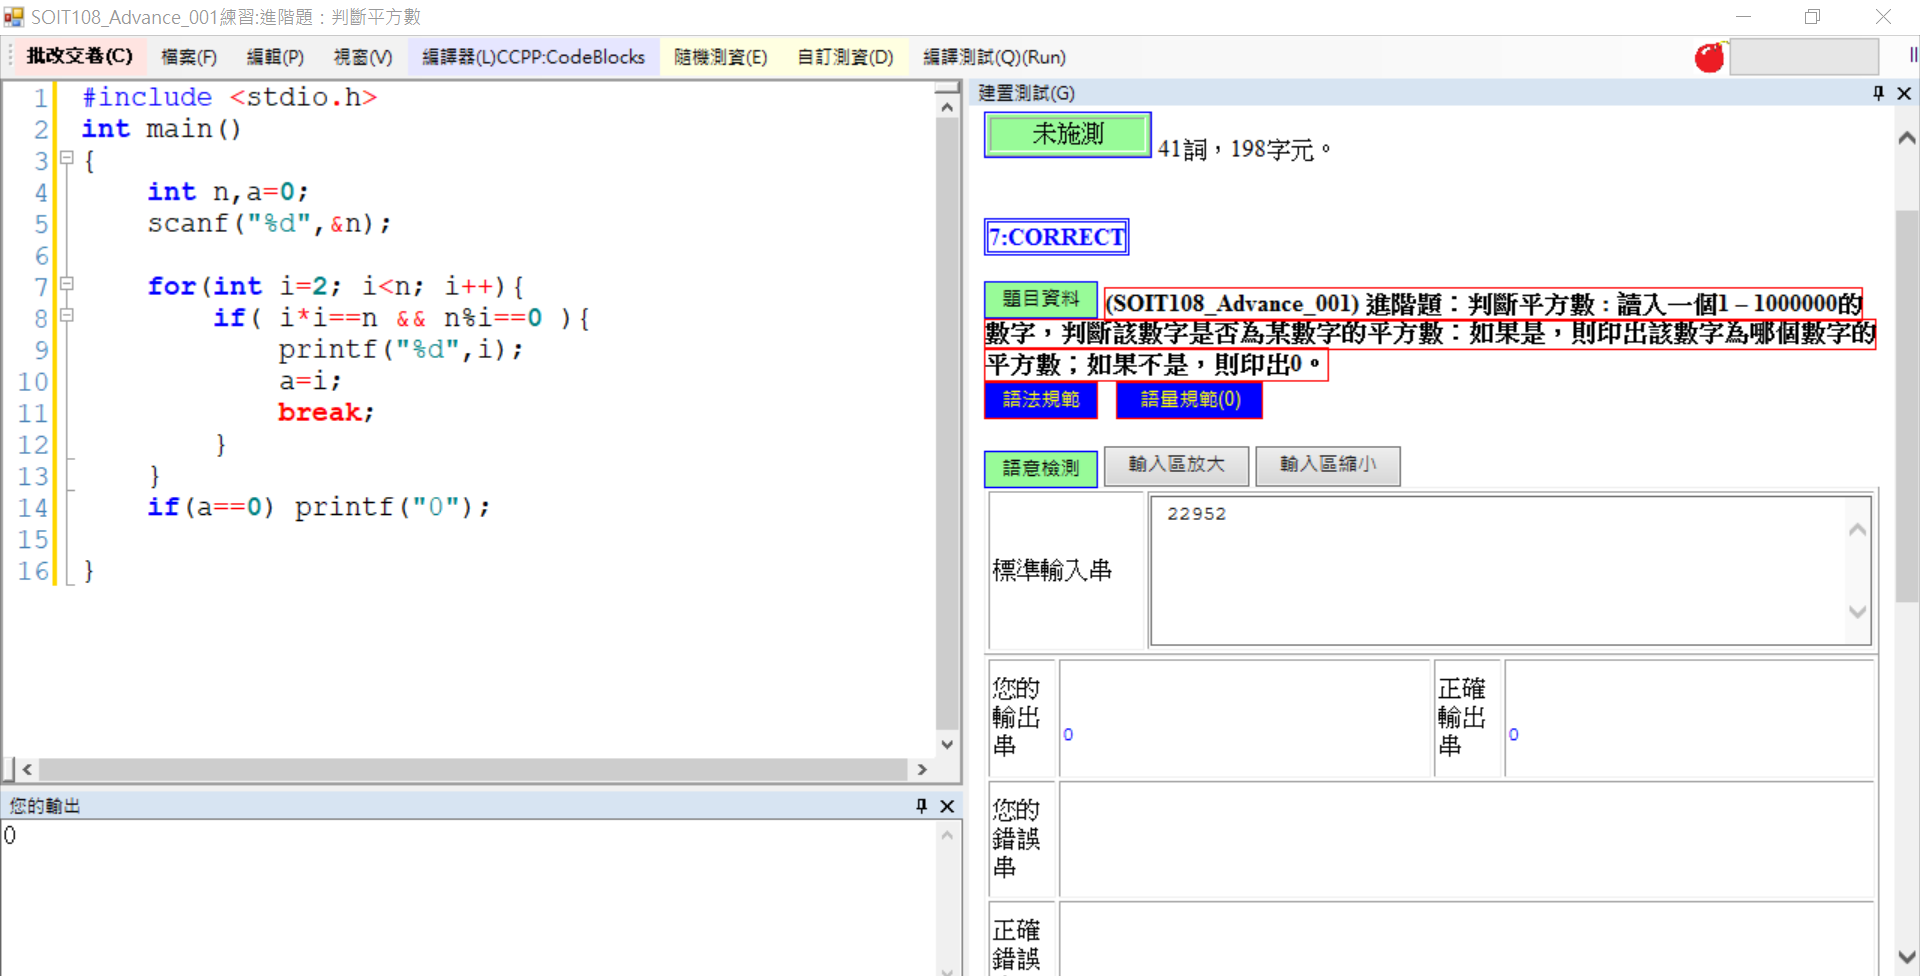 SOIT108_Advance_001練習:進階題：判斷平方數
批改交卷(C) 檔案(F) 編輯(P) 視窗(V) 編譯器(L)CCPP:CodeBlocks 隨機測資(E) 自訂測資(D) 編譯測試(Q)(Run)
1 #include <stdio.h>
2 int main()
3 {
4 int n,a=0;
5 scanf("%d",&n);
6
7 for(int i=2; i<n; i++){
8 if( i*i==n && n%i==0 ){
9 printf("%d",i);
10 a=i;
11 break;
12 }
13 }
14 if(a==0) printf("0");
15
16 }
您的輸出
0
建置測試(G)
未施測 41詞，198字元。
7:CORRECT
題目資料 (SOIT108_Advance_001) 進階題：判斷平方數 : 讀入一個1 – 1000000的
數字，判斷該數字是否為某數字的平方數：如果是，則印出該數字為哪個數字的
平方數；如果不是，則印出0。
語法規範 語量規範(0)
語意檢測 輸入區放大 輸入區縮小
標準輸入串 22952
您的
輸出
串
0
正確
輸出
串
0
您的
錯誤
串
正確
錯誤